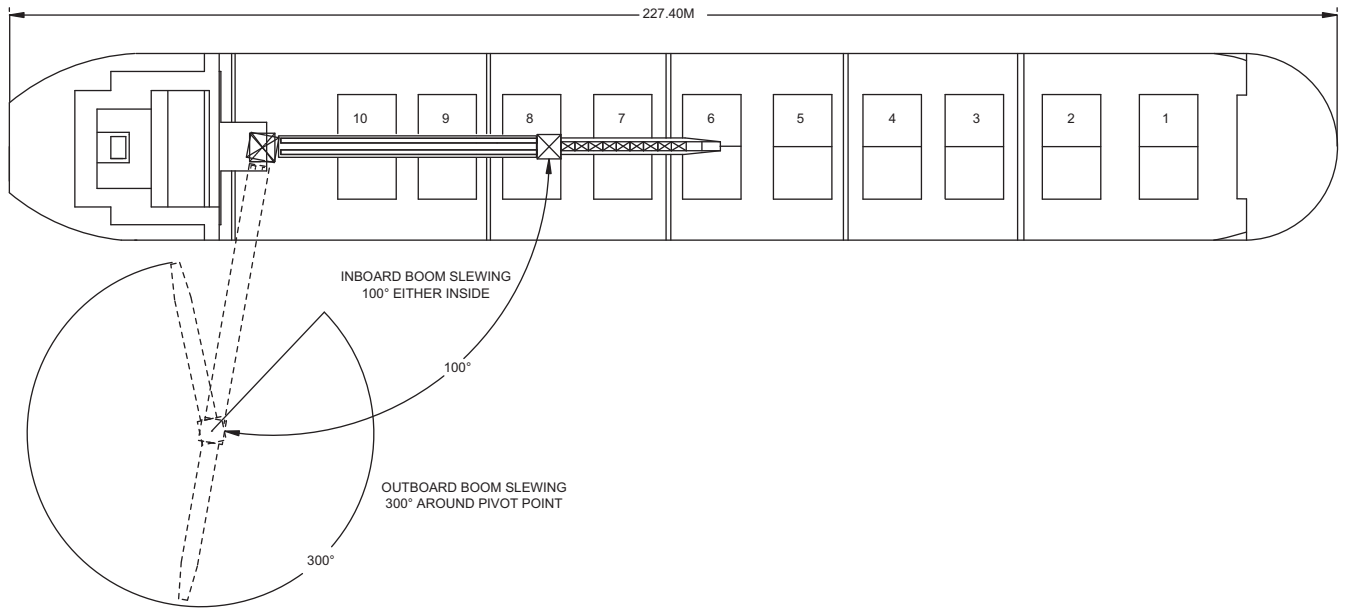 227.40M
10
9
8
7
6
5
4
3
2
1
INBOARD BOOM SLEWING
100° EITHER INSIDE
100°
OUTBOARD BOOM SLEWING
300° AROUND PIVOT POINT
300°